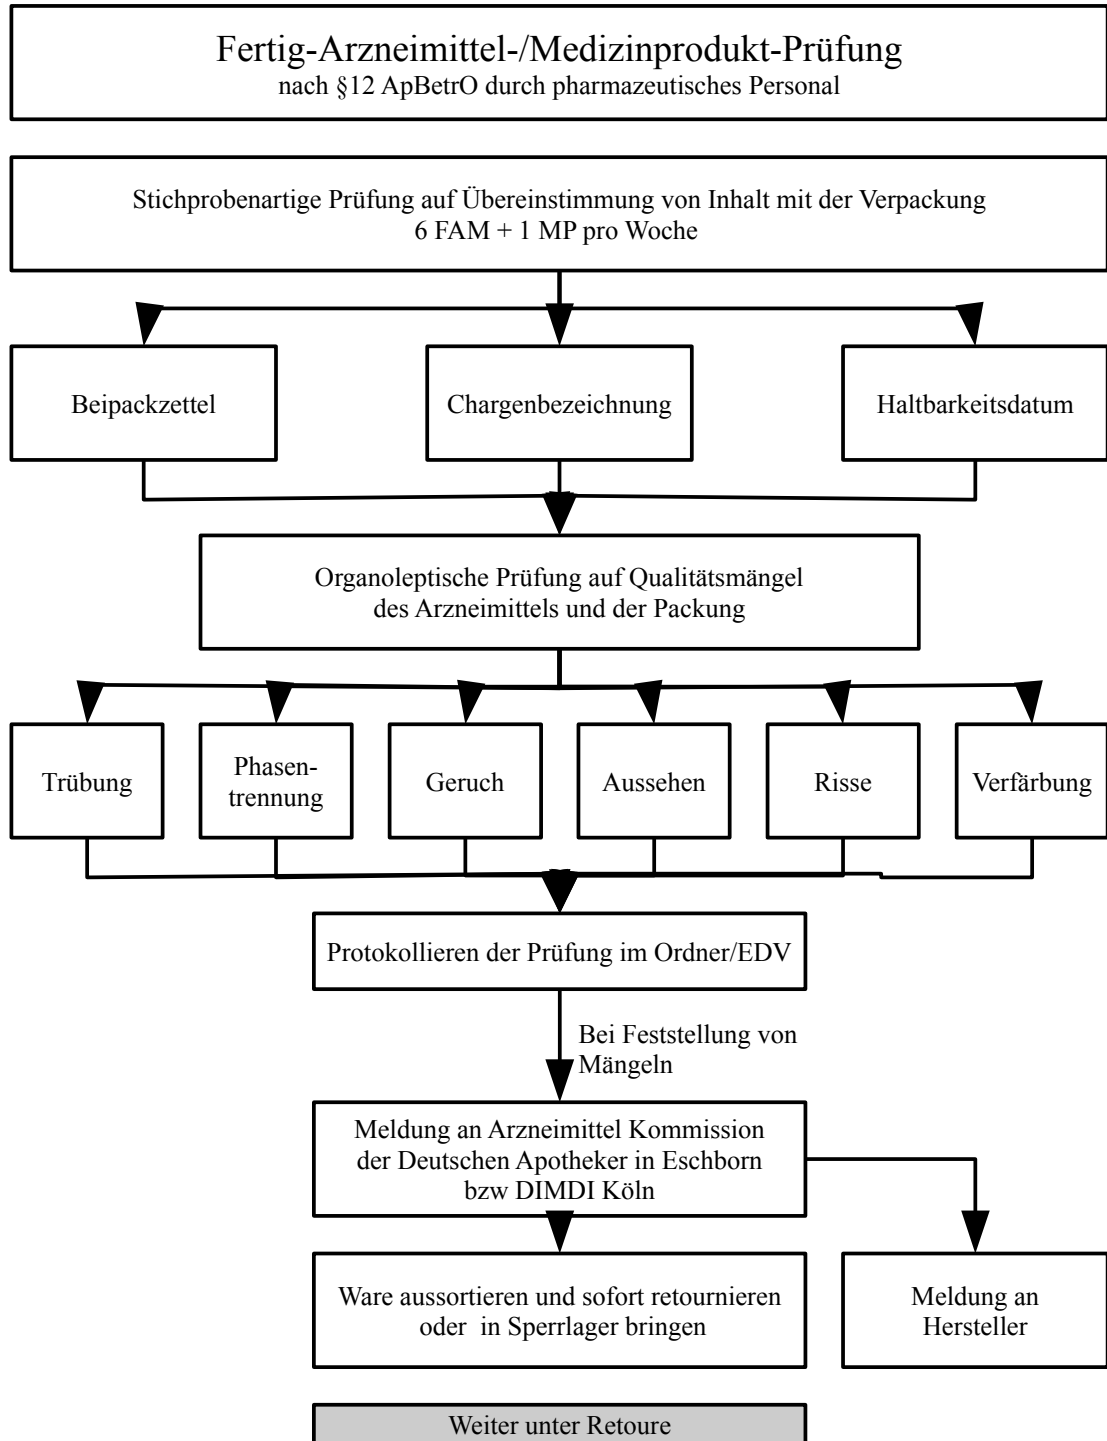 Fertig-Arzneimittel-/Medizinprodukt-Prüfung
nach §12 ApBetrO durch pharmazeutisches Personal
Stichprobenartige Prüfung auf Übereinstimmung von Inhalt mit der Verpackung
6 FAM + 1 MP pro Woche
Beipackzettel
Chargenbezeichnung
Haltbarkeitsdatum
Organoleptische Prüfung auf Qualitätsmängel
des Arzneimittels und der Packung
Trübung
Phasen-
trennung
Geruch
Aussehen
Risse
Verfärbung
Protokollieren der Prüfung im Ordner/EDV
Bei Feststellung von
Mängeln
Meldung an Arzneimittel Kommission
der Deutschen Apotheker in Eschborn
bzw DIMDI Köln
Ware aussortieren und sofort retournieren
oder  in Sperrlager bringen
Meldung an
Hersteller
Weiter unter Retoure